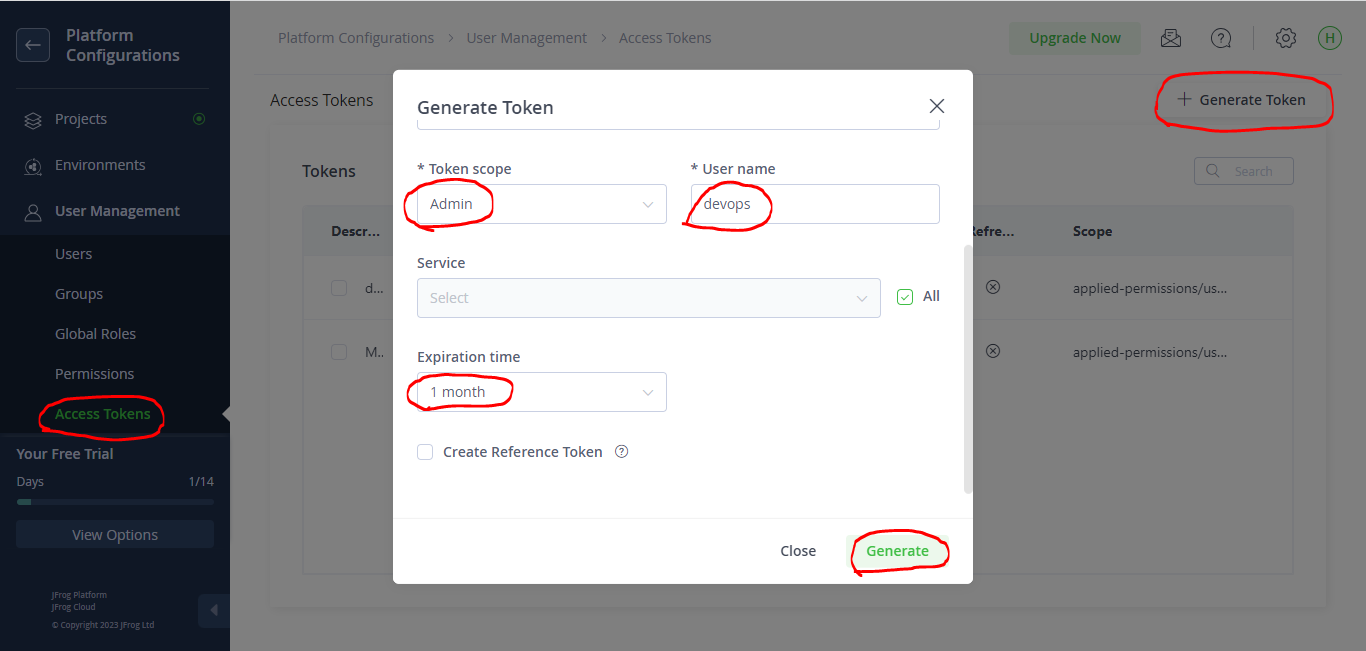 Platform
Configurations
Projects
Environments
User Management
Users
Groups
Global Roles
Permissions
Access Tokens
Your Free Trial
Days 1/14
View Options
JFrog Platform
JFrog Cloud
© Copyright 2023 JFrog Ltd
Platform Configurations > User Management > Access Tokens
Upgrade Now
H
Access Tokens
+ Generate Token
Tokens
Search
Descr... Refre... Scope
d... applied-permissions/us...
M.. applied-permissions/us...
Generate Token
* Token scope * User name
Admin devops
Service
Select All
Expiration time
1 month
Create Reference Token ?
Close Generate